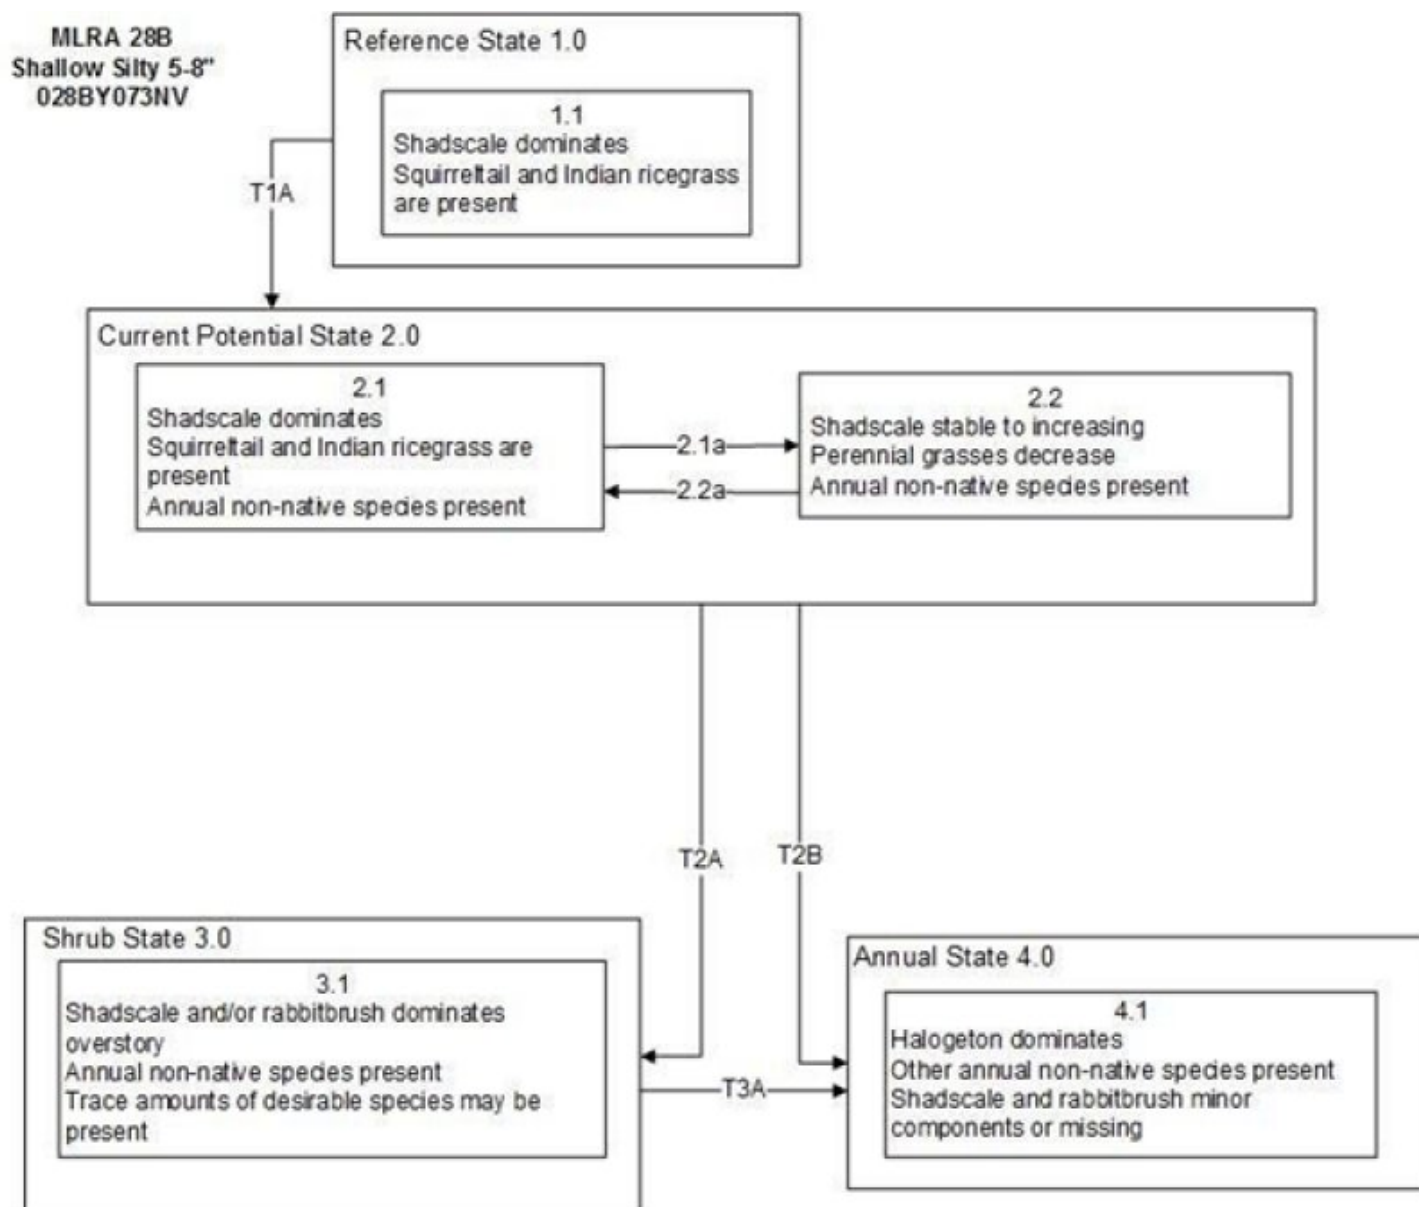 MLRA 28B
Shallow Silty 5-8"
028BY073NV
Reference State 1.0
1.1
Shadscale dominates
Squirreltail and Indian ricegrass
are present
T1A
Current Potential State 2.0
2.1
Shadscale dominates
Squirreltail and Indian ricegrass are
present
Annual non-native species present
2.1a
2.2a
2.2
Shadscale stable to increasing
Perennial grasses decrease
Annual non-native species present
T2A
T2B
Shrub State 3.0
3.1
Shadscale and/or rabbitbrush dominates
overstory
Annual non-native species present
Trace amounts of desirable species may be
present
T3A
Annual State 4.0
4.1
Halogeton dominates
Other annual non-native species present
Shadscale and rabbitbrush minor
components or missing